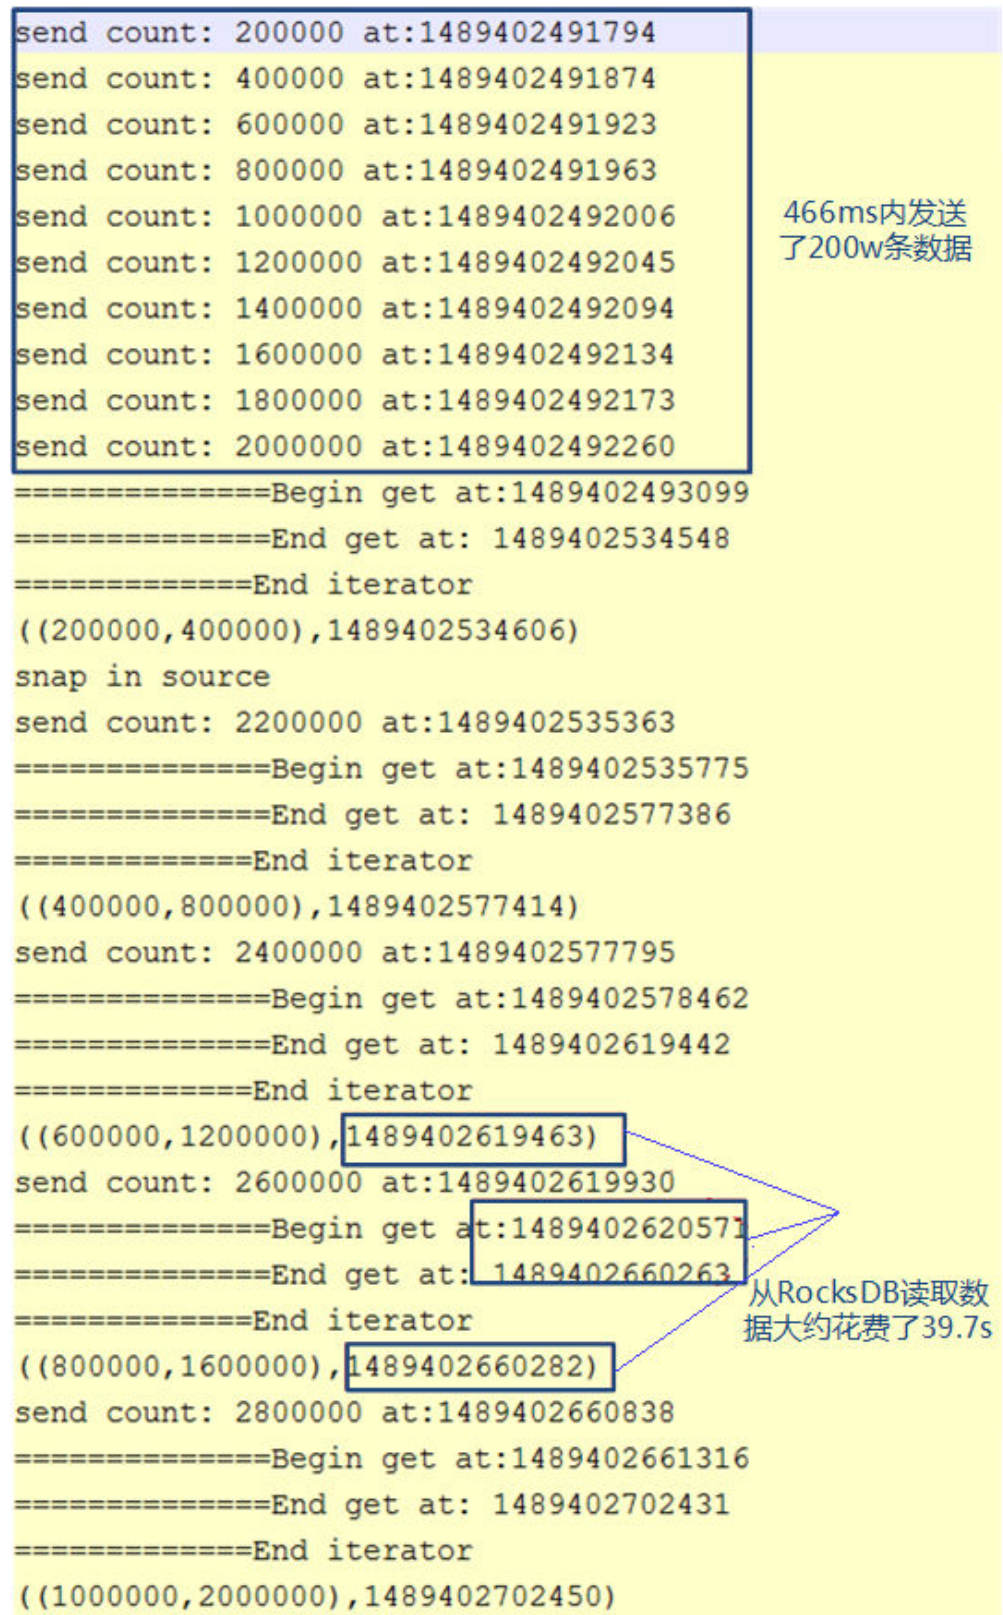 send count: 200000 at:1489402491794
send count: 400000 at:1489402491874
send count: 600000 at:1489402491923
send count: 800000 at:1489402491963
send count: 1000000 at:1489402492006
send count: 1200000 at:1489402492045
send count: 1400000 at:1489402492094
send count: 1600000 at:1489402492134
send count: 1800000 at:1489402492173
send count: 2000000 at:1489402492260
466ms内发送
了200w条数据
==============Begin get at:1489402493099
==============End get at: 1489402534548
=============End iterator
((200000,400000),1489402534606)
snap in source
send count: 2200000 at:1489402535363
==============Begin get at:1489402535775
==============End get at: 1489402577386
=============End iterator
((400000,800000),1489402577414)
send count: 2400000 at:1489402577795
==============Begin get at:1489402578462
==============End get at: 1489402619442
=============End iterator
((600000,1200000),1489402619463)
send count: 2600000 at:1489402619930
==============Begin get at:1489402620571
==============End get at: 1489402660263
=============End iterator
((800000,1600000),1489402660282)
从RocksDB读取数
据大约花费了39.7s
send count: 2800000 at:1489402660838
==============Begin get at:1489402661316
==============End get at: 1489402702431
=============End iterator
((1000000,2000000),1489402702450)